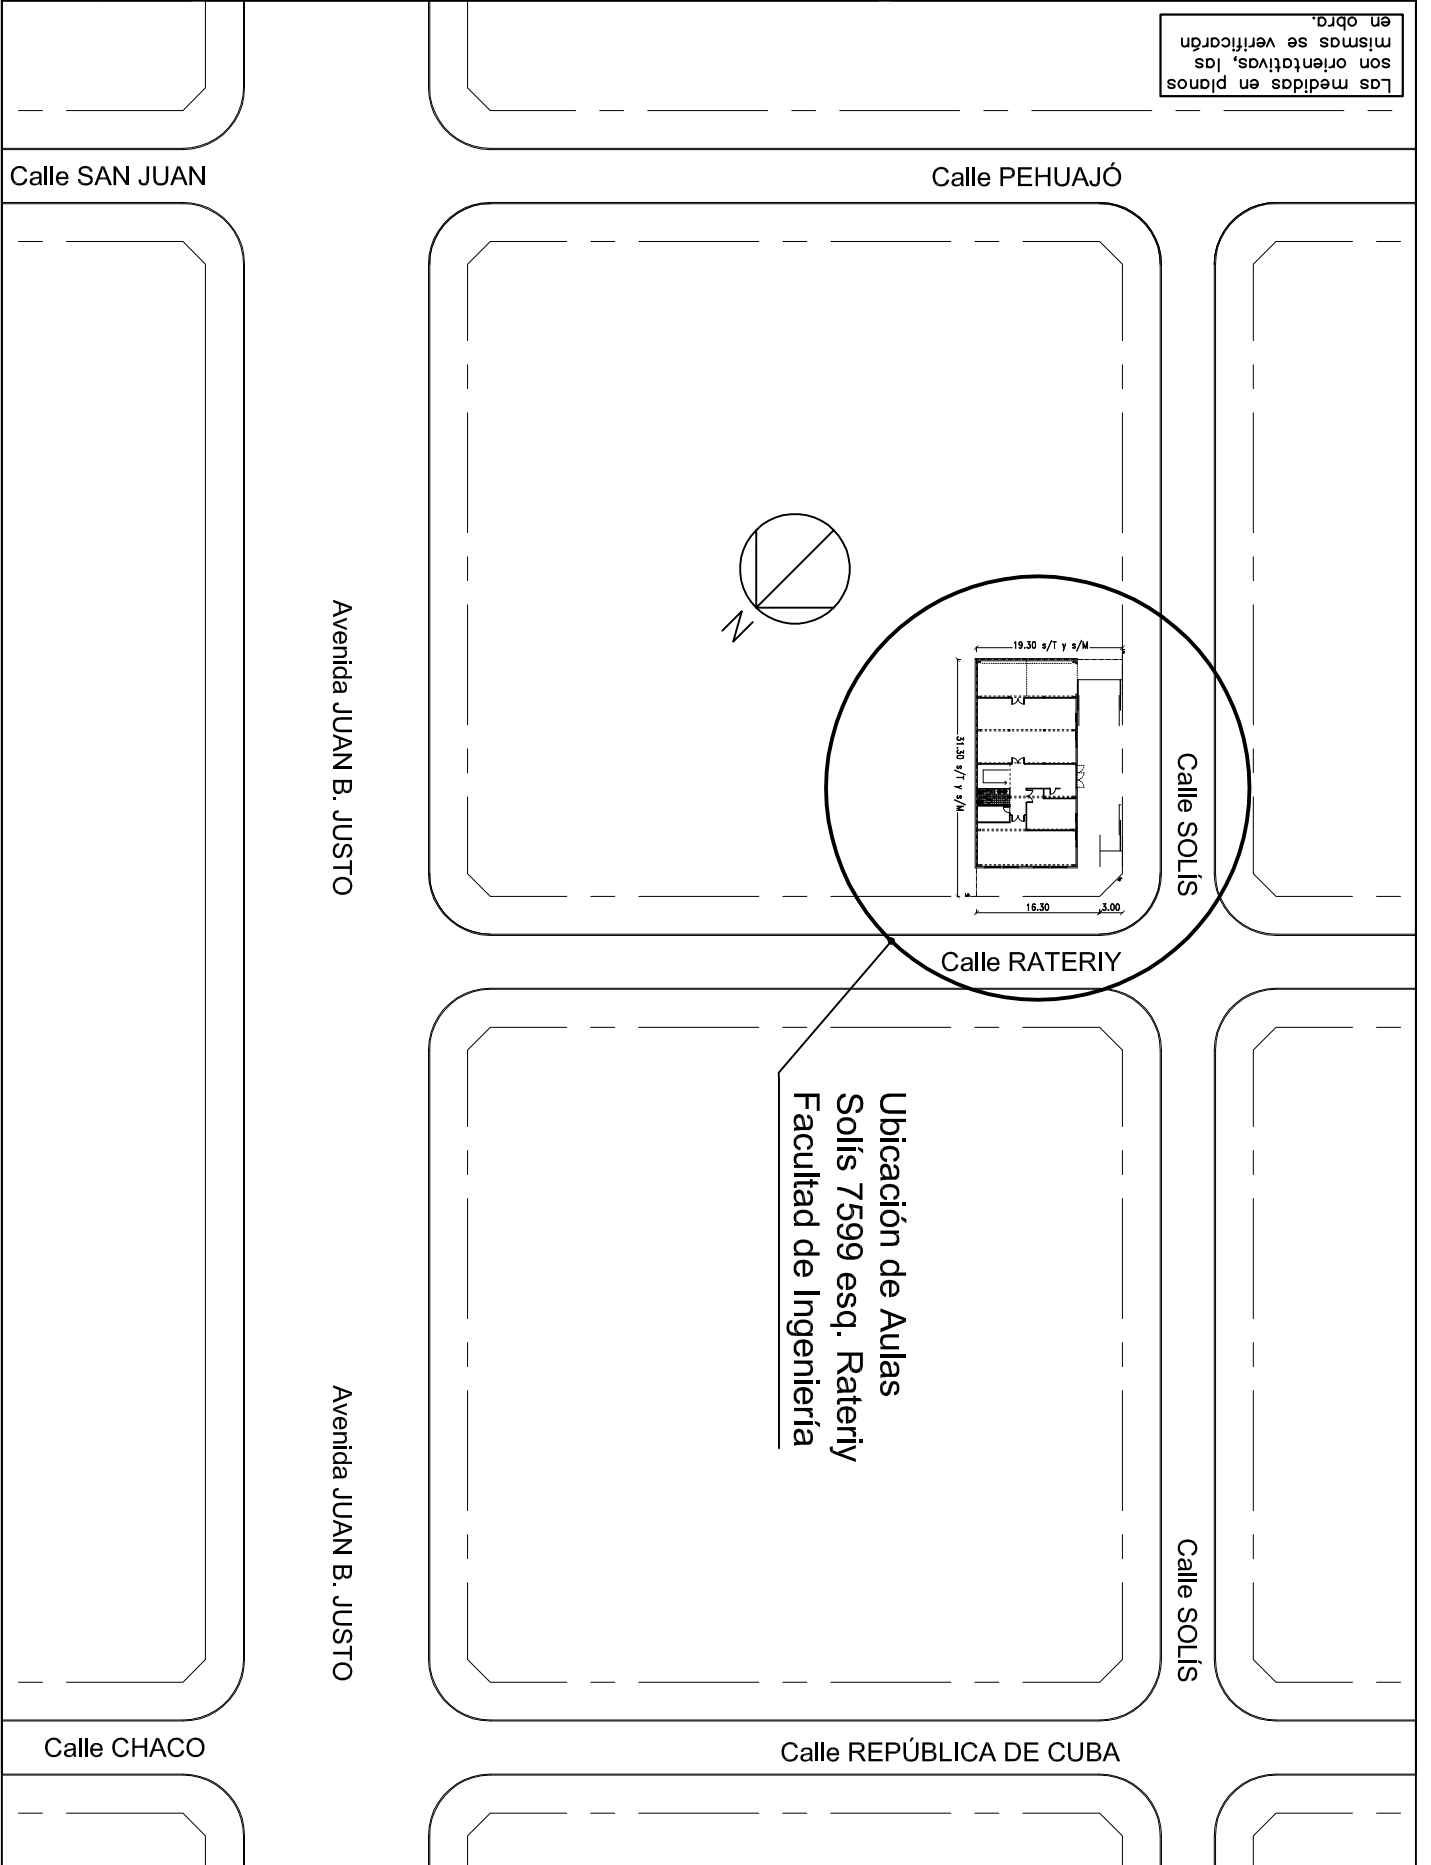 Las medidas en planos
son orientativas, las
mismas se verificarán
en obra.
Calle SAN JUAN
Calle PEHUAJÓ
N
19.30 s/T y s/M
31.30 s/T y s/M
16.30
3.00
Avenida JUAN B. JUSTO
Calle SOLÍS
Calle RATERIY
Ubicación de Aulas
Solís 7599 esq. Rateriy
Facultad de Ingeniería
Avenida JUAN B. JUSTO
Calle SOLÍS
Calle CHACO
Calle REPÚBLICA DE CUBA